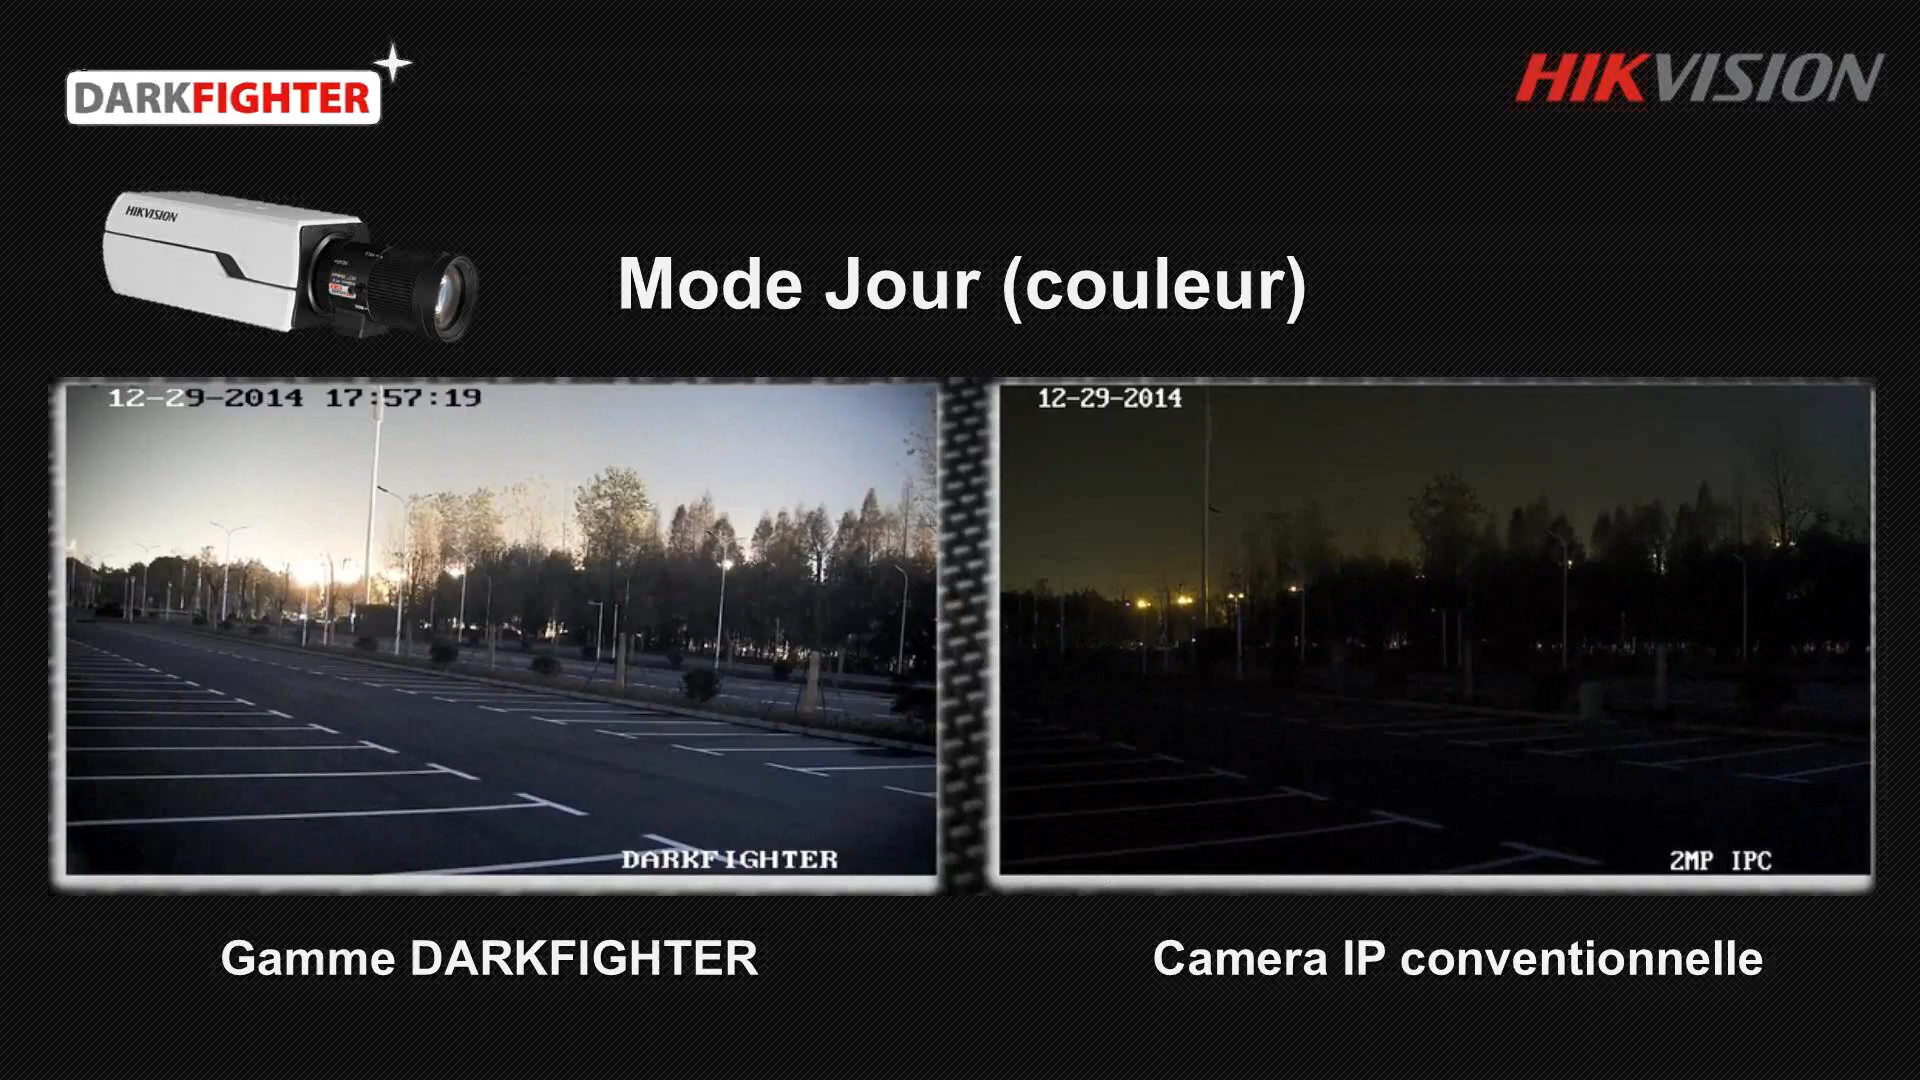 DARKFIGHTER
HIKVISION
HIKVISION
Mode Jour (couleur)
12-29-2014 17:57:19
12-29-2014
DARKFIGHTER
2MP IPC
Gamme DARKFIGHTER
Camera IP conventionnelle